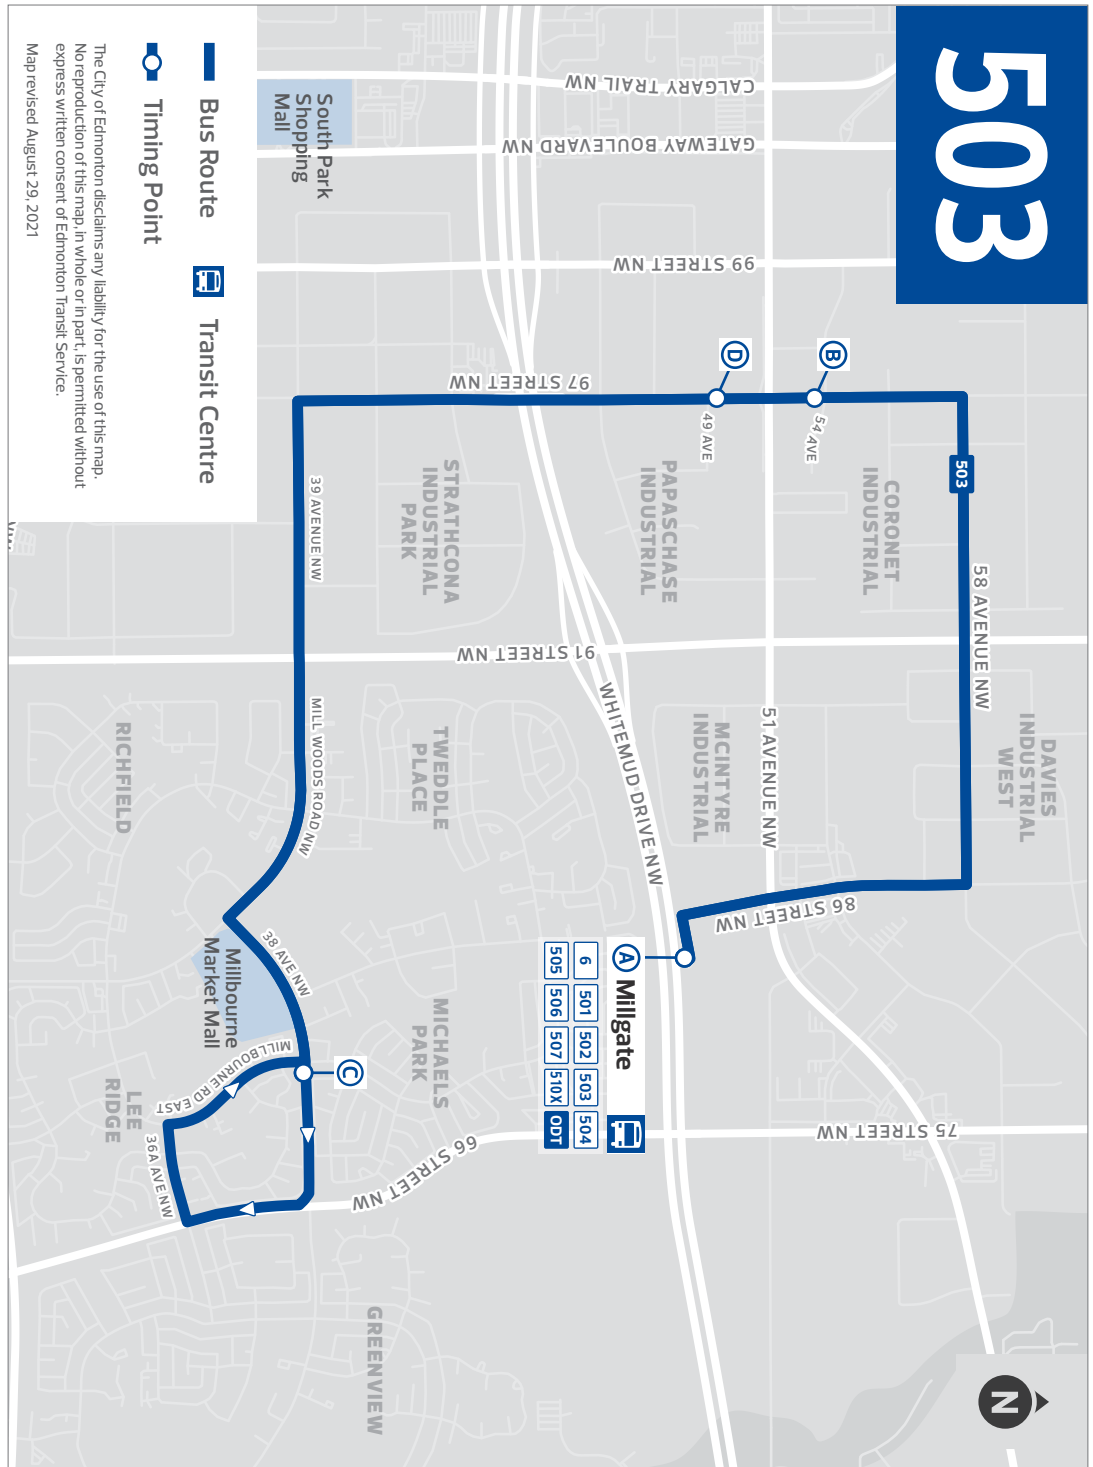 503
CALGARY TRAIL NW
GATEWAY BOULEVARD NW
99 STREET NW
97 STREET NW
91 STREET NW
South Park
Shopping
Mall
B
D
54 AVE
49 AVE
503
58 AVENUE NW
51 AVENUE NW
WHITEMUD DRIVE NW
86 STREET NW
75 STREET NW
66 STREET NW
39 AVENUE NW
MILL WOODS ROAD NW
38 AVE NW
MILLBOURNE RD EAST
36A AVE NW
DAVIES
INDUSTRIAL
WEST
CORONET
INDUSTRIAL
PAPASCHASE
INDUSTRIAL
MCINTYRE
INDUSTRIAL
STRATHCONA
INDUSTRIAL
PARK
TWEDDLE
PLACE
RICHFIELD
MICHAELS
PARK
LEE
RIDGE
GREENVIEW
Millbourne
Market Mall
C
A Millgate
6 501 502 503 504
505 506 507 510X ODT
N
Bus Route
Transit Centre
Timing Point
The City of Edmonton disclaims any liability for the use of this map.
No reproduction of this map, in whole or in part, is permitted without
express written consent of Edmonton Transit Service.
Map revised August 29, 2021